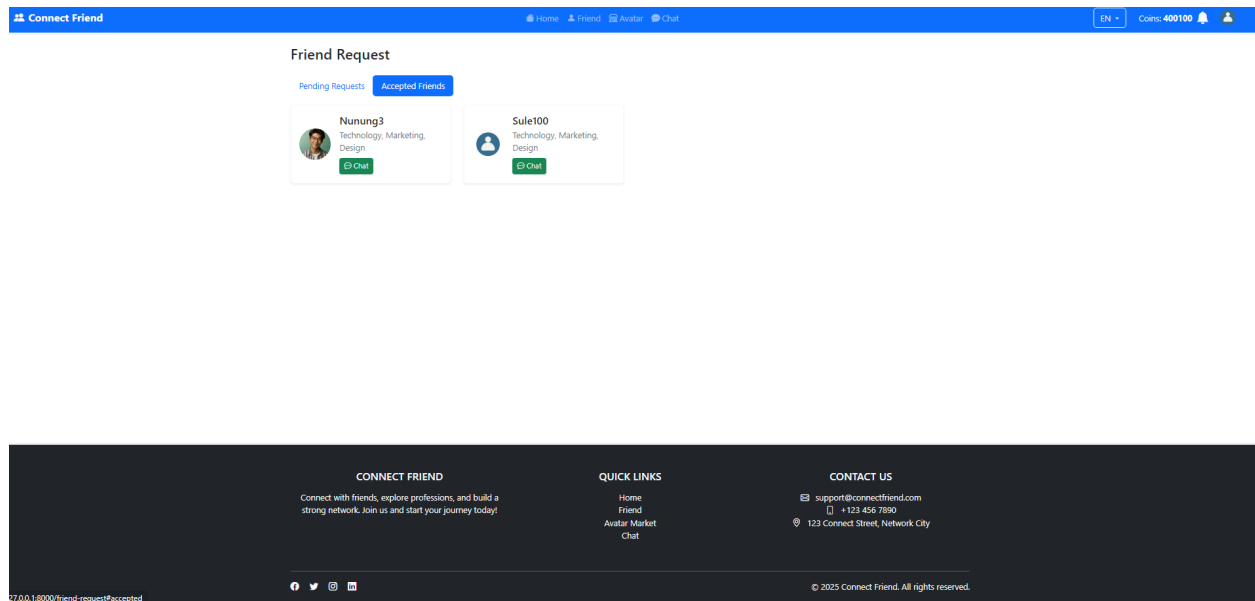 Connect Friend
Home Friend Avatar Chat
EN
Coins: 400100
Friend Request
Pending Requests Accepted Friends
Nunung3
Technology, Marketing,
Design
Chat
Sule100
Technology, Marketing,
Design
Chat
CONNECT FRIEND
Connect with friends, explore professions, and build a
strong network. Join us and start your journey today!
QUICK LINKS
Home
Friend
Avatar Market
Chat
CONTACT US
support@connectfriend.com
+123 456 7890
123 Connect Street, Network City
© 2025 Connect Friend. All rights reserved.
27.0.0.1:8000/friend-request#accepted